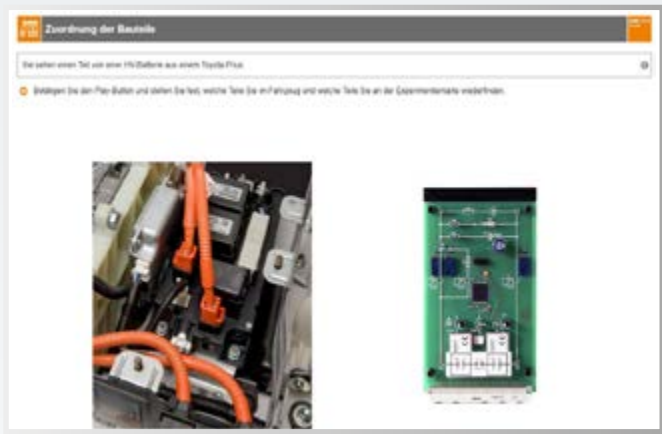 Zuordnung der Bauteile
Sie sehen einen Teil von einer HV-Batterie aus einem Toyota Prius.
Betätigen Sie den Play-Button und stellen Sie fest, welche Teile Sie im Fahrzeug und welche Teile Sie an der Experimentierkarte wiederfinden.